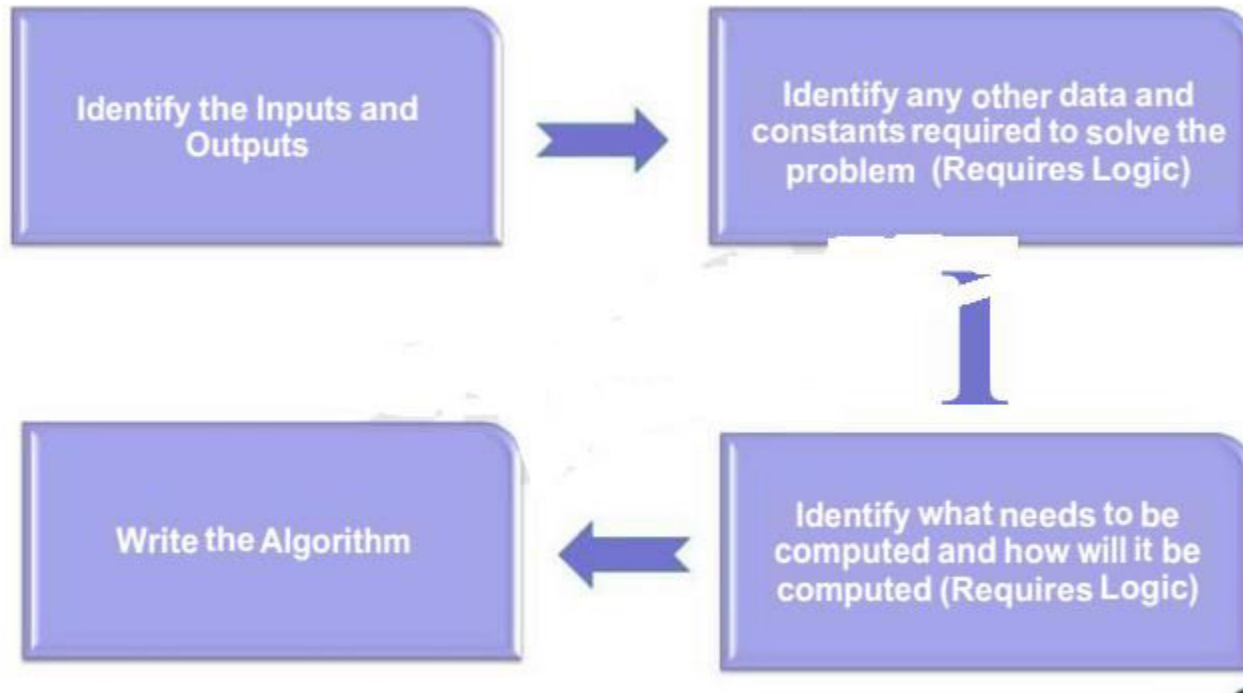 Identify the Inputs and
Outputs
Identify any other data and
constants required to solve the
problem (Requires Logic)
Identify what needs to be
computed and how will it be
computed (Requires Logic)
Write the Algorithm